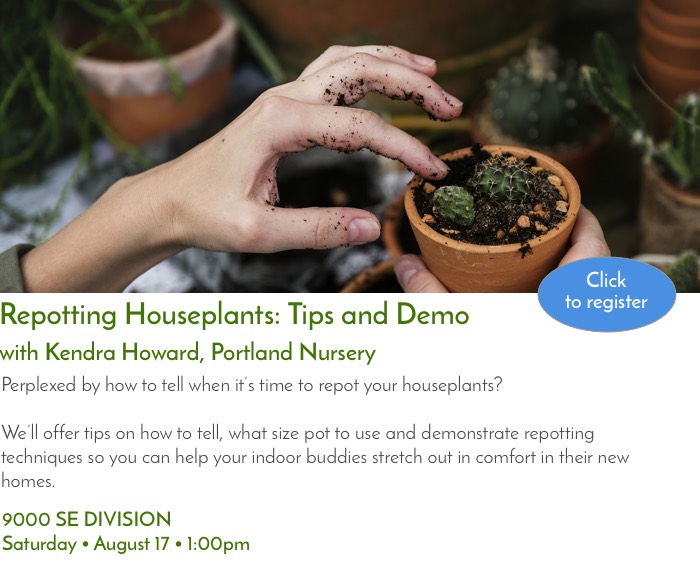 Click
to register
Repotting Houseplants: Tips and Demo
with Kendra Howard, Portland Nursery
Perplexed by how to tell when it's time to repot your houseplants?
We'll offer tips on how to tell, what size pot to use and demonstrate repotting
techniques so you can help your indoor buddies stretch out in comfort in their new
homes.
9000 SE DIVISION
Saturday • August 17 • 1:00pm